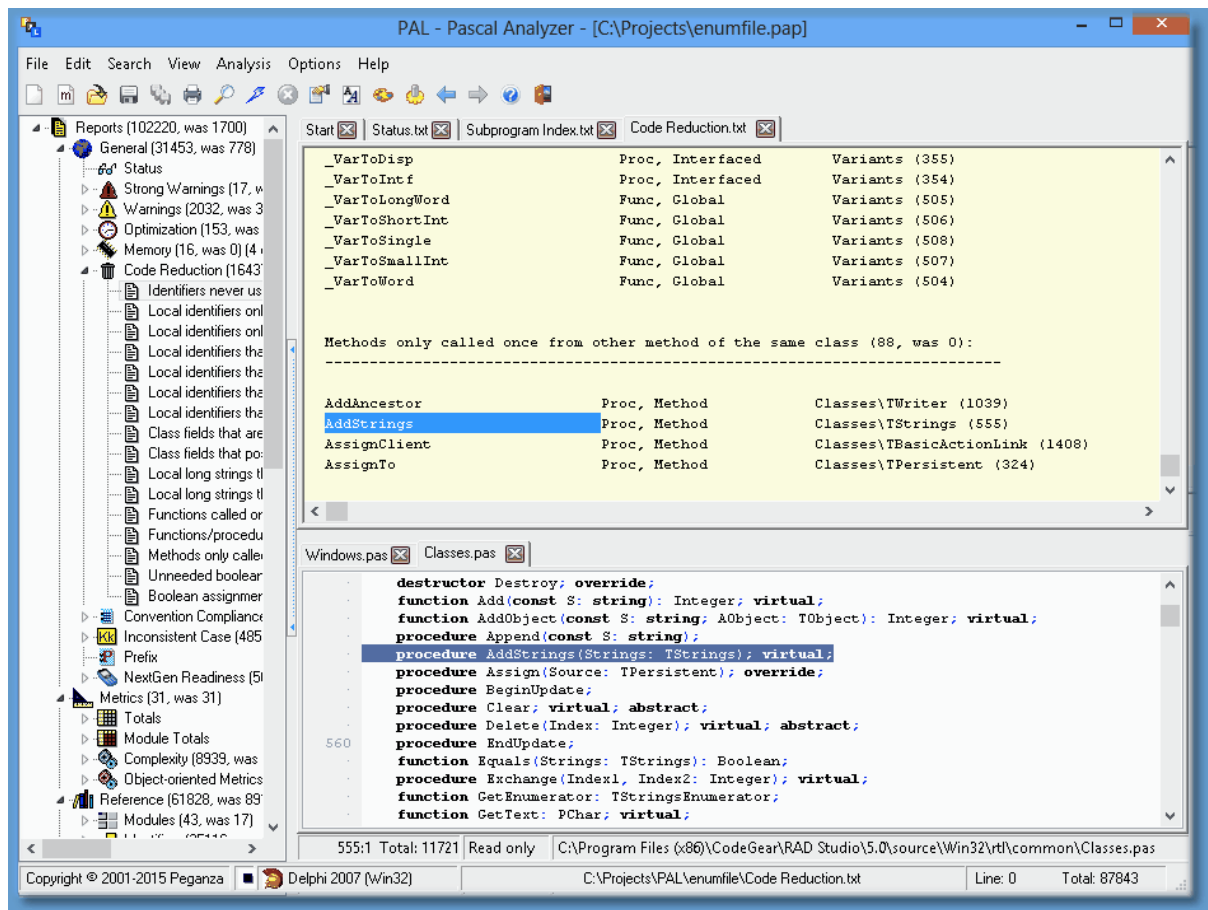 PAL - Pascal Analyzer - [C:\Projects\enumfile.pap]
File Edit Search View Analysis Options Help
Reports (102220, was 1700)
General (31453, was 778)
Status
Strong Warnings (17, w
Warnings (2032, was 3
Optimization (153, was
Memory (16, was 0) (4
Code Reduction (1643
Identifiers never us
Local identifiers onl
Local identifiers onl
Local identifiers tha
Local identifiers tha
Local identifiers tha
Local identifiers tha
Class fields that are
Class fields that po
Local long strings tl
Local long strings tl
Functions called or
Functions/procedu
Methods only calle
Unneeded boolear
Boolean assignmer
Convention Compliance
Inconsistent Case (485
Prefix
NextGen Readiness (5
Metrics (31, was 31)
Totals
Module Totals
Complexity (8939, was
Object-oriented Metrics
Reference (61828, was 89
Modules (43, was 17)
Start Status.txt Subprogram Index.txt Code Reduction.txt
_VarToDisp Proc, Interfaced Variants (355)
_VarToIntf Proc, Interfaced Variants (354)
_VarToLongWord Func, Global Variants (505)
_VarToShortInt Func, Global Variants (506)
_VarToSingle Func, Global Variants (508)
_VarToSmallInt Func, Global Variants (507)
_VarToWord Func, Global Variants (504)
Methods only called once from other method of the same class (88, was 0):
AddAncestor Proc, Method Classes\TWriter (1039)
AddStrings Proc, Method Classes\TStrings (555)
AssignClient Proc, Method Classes\TBasicActionLink (1408)
AssignTo Proc, Method Classes\TPersistent (324)
Windows.pas Classes.pas
destructor Destroy; override;
function Add(const S: string): Integer; virtual;
function AddObject(const S: string; AObject: TObject): Integer; virtual;
procedure Append(const S: string);
procedure AddStrings(Strings: TStrings); virtual;
procedure Assign(Source: TPersistent); override;
procedure BeginUpdate;
procedure Clear; virtual; abstract;
procedure Delete(Index: Integer); virtual; abstract;
560 procedure EndUpdate;
function Equals(Strings: TStrings): Boolean;
procedure Exchange(Index1, Index2: Integer); virtual;
function GetEnumerator: TStringsEnumerator;
function GetText: PChar; virtual;
555:1 Total: 11721 Read only C:\Program Files (x86)\CodeGear\RAD Studio\5.0\source\Win32\rtl\common\Classes.pas
Copyright © 2001-2015 Peganza Delphi 2007 (Win32) C:\Projects\PAL\enumfile\Code Reduction.txt Line: 0 Total: 87843